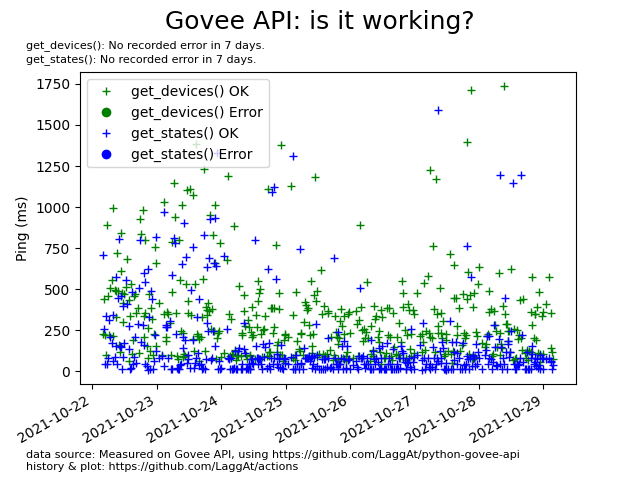 Govee API: is it working?
get_devices(): No recorded error in 7 days.
get_states(): No recorded error in 7 days.
get_devices() OK
get_devices() Error
get_states() OK
get_states() Error
Ping (ms)
1750
1500
1250
1000
750
500
250
0
2021-10-22
2021-10-23
2021-10-24
2021-10-25
2021-10-26
2021-10-27
2021-10-28
2021-10-29
data source: Measured on Govee API, using https://github.com/LaggAt/python-govee-api
history & plot: https://github.com/LaggAt/actions